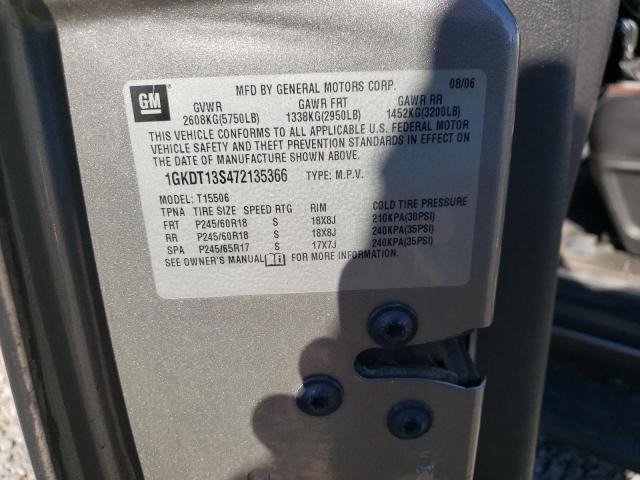 GM
MFD BY GENERAL MOTORS CORP. 08/06
GVWR GAWR FRT GAWR RR
2608KG(5750LB) 1338KG(2950LB) 1452KG(3200LB)
THIS VEHICLE CONFORMS TO ALL APPLICABLE U.S. FEDERAL MOTOR
VEHICLE SAFETY AND THEFT PREVENTION STANDARDS IN EFFECT ON
THE DATE OF MANUFACTURE SHOWN ABOVE.
1GKDT13S472135366 TYPE: M.P.V.
MODEL: T15506
TPNA TIRE SIZE SPEED RTG RIM COLD TIRE PRESSURE
FRT P245/60R18 S 18X8J 210KPA(30PSI)
RR P245/60R18 S 18X8J 240KPA(35PSI)
SPA P245/65R17 S 17X7J 240KPA(35PSI)
SEE OWNER'S MANUAL FOR MORE INFORMATION.